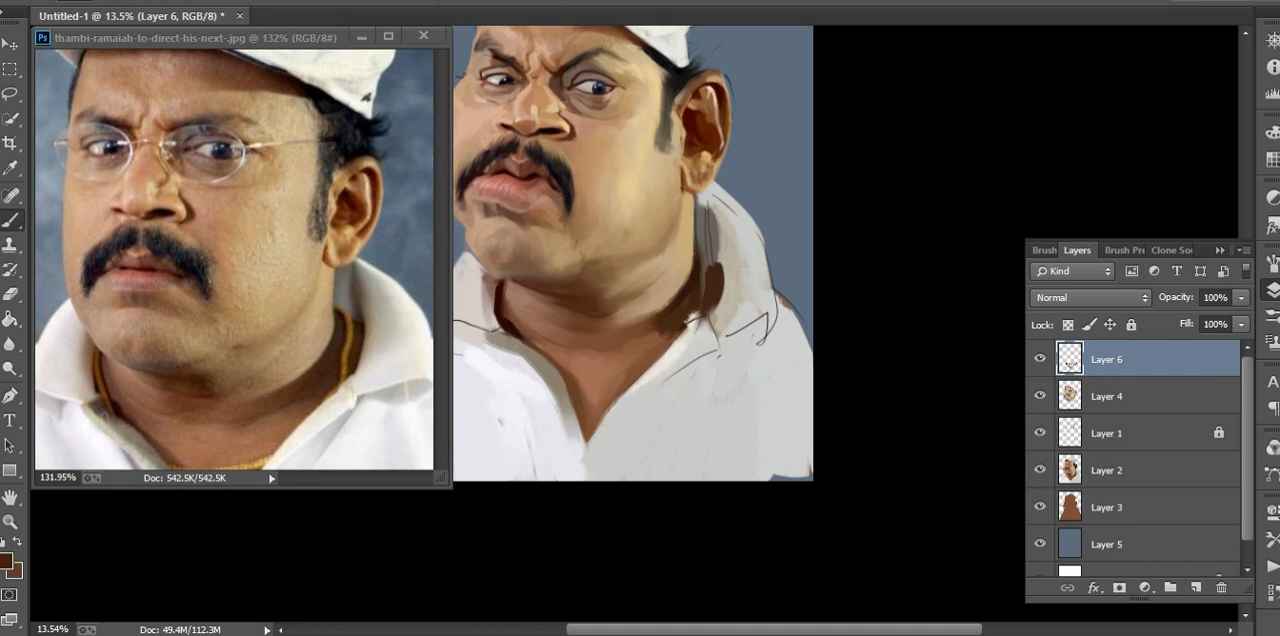 Untitled-1 @ 13.5% (Layer 6, RGB/8) * ×
Ps thambi-ramaiah-to-direct-his-next-.jpg @ 132% (RGB/8#)
131.95% Doc: 542.5K/542.5K
Brush Layers Brush Pre Clone Sou
Kind T
Normal Opacity: 100%
Lock: Fill: 100%
Layer 6
Layer 4
Layer 1
Layer 2
Layer 3
Layer 5
fx
T
A
13.54% Doc: 49.4M/112.3M